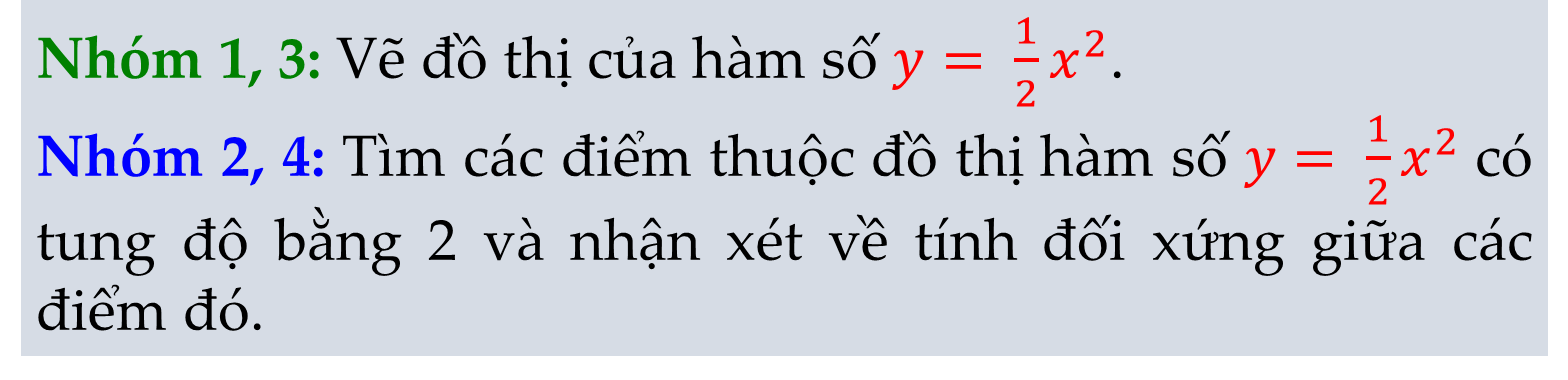 Nhóm 1, 3: Vẽ đồ thị của hàm số y = 1/2 x².
Nhóm 2, 4: Tìm các điểm thuộc đồ thị hàm số y = 1/2 x² có
tung độ bằng 2 và nhận xét về tính đối xứng giữa các
điểm đó.